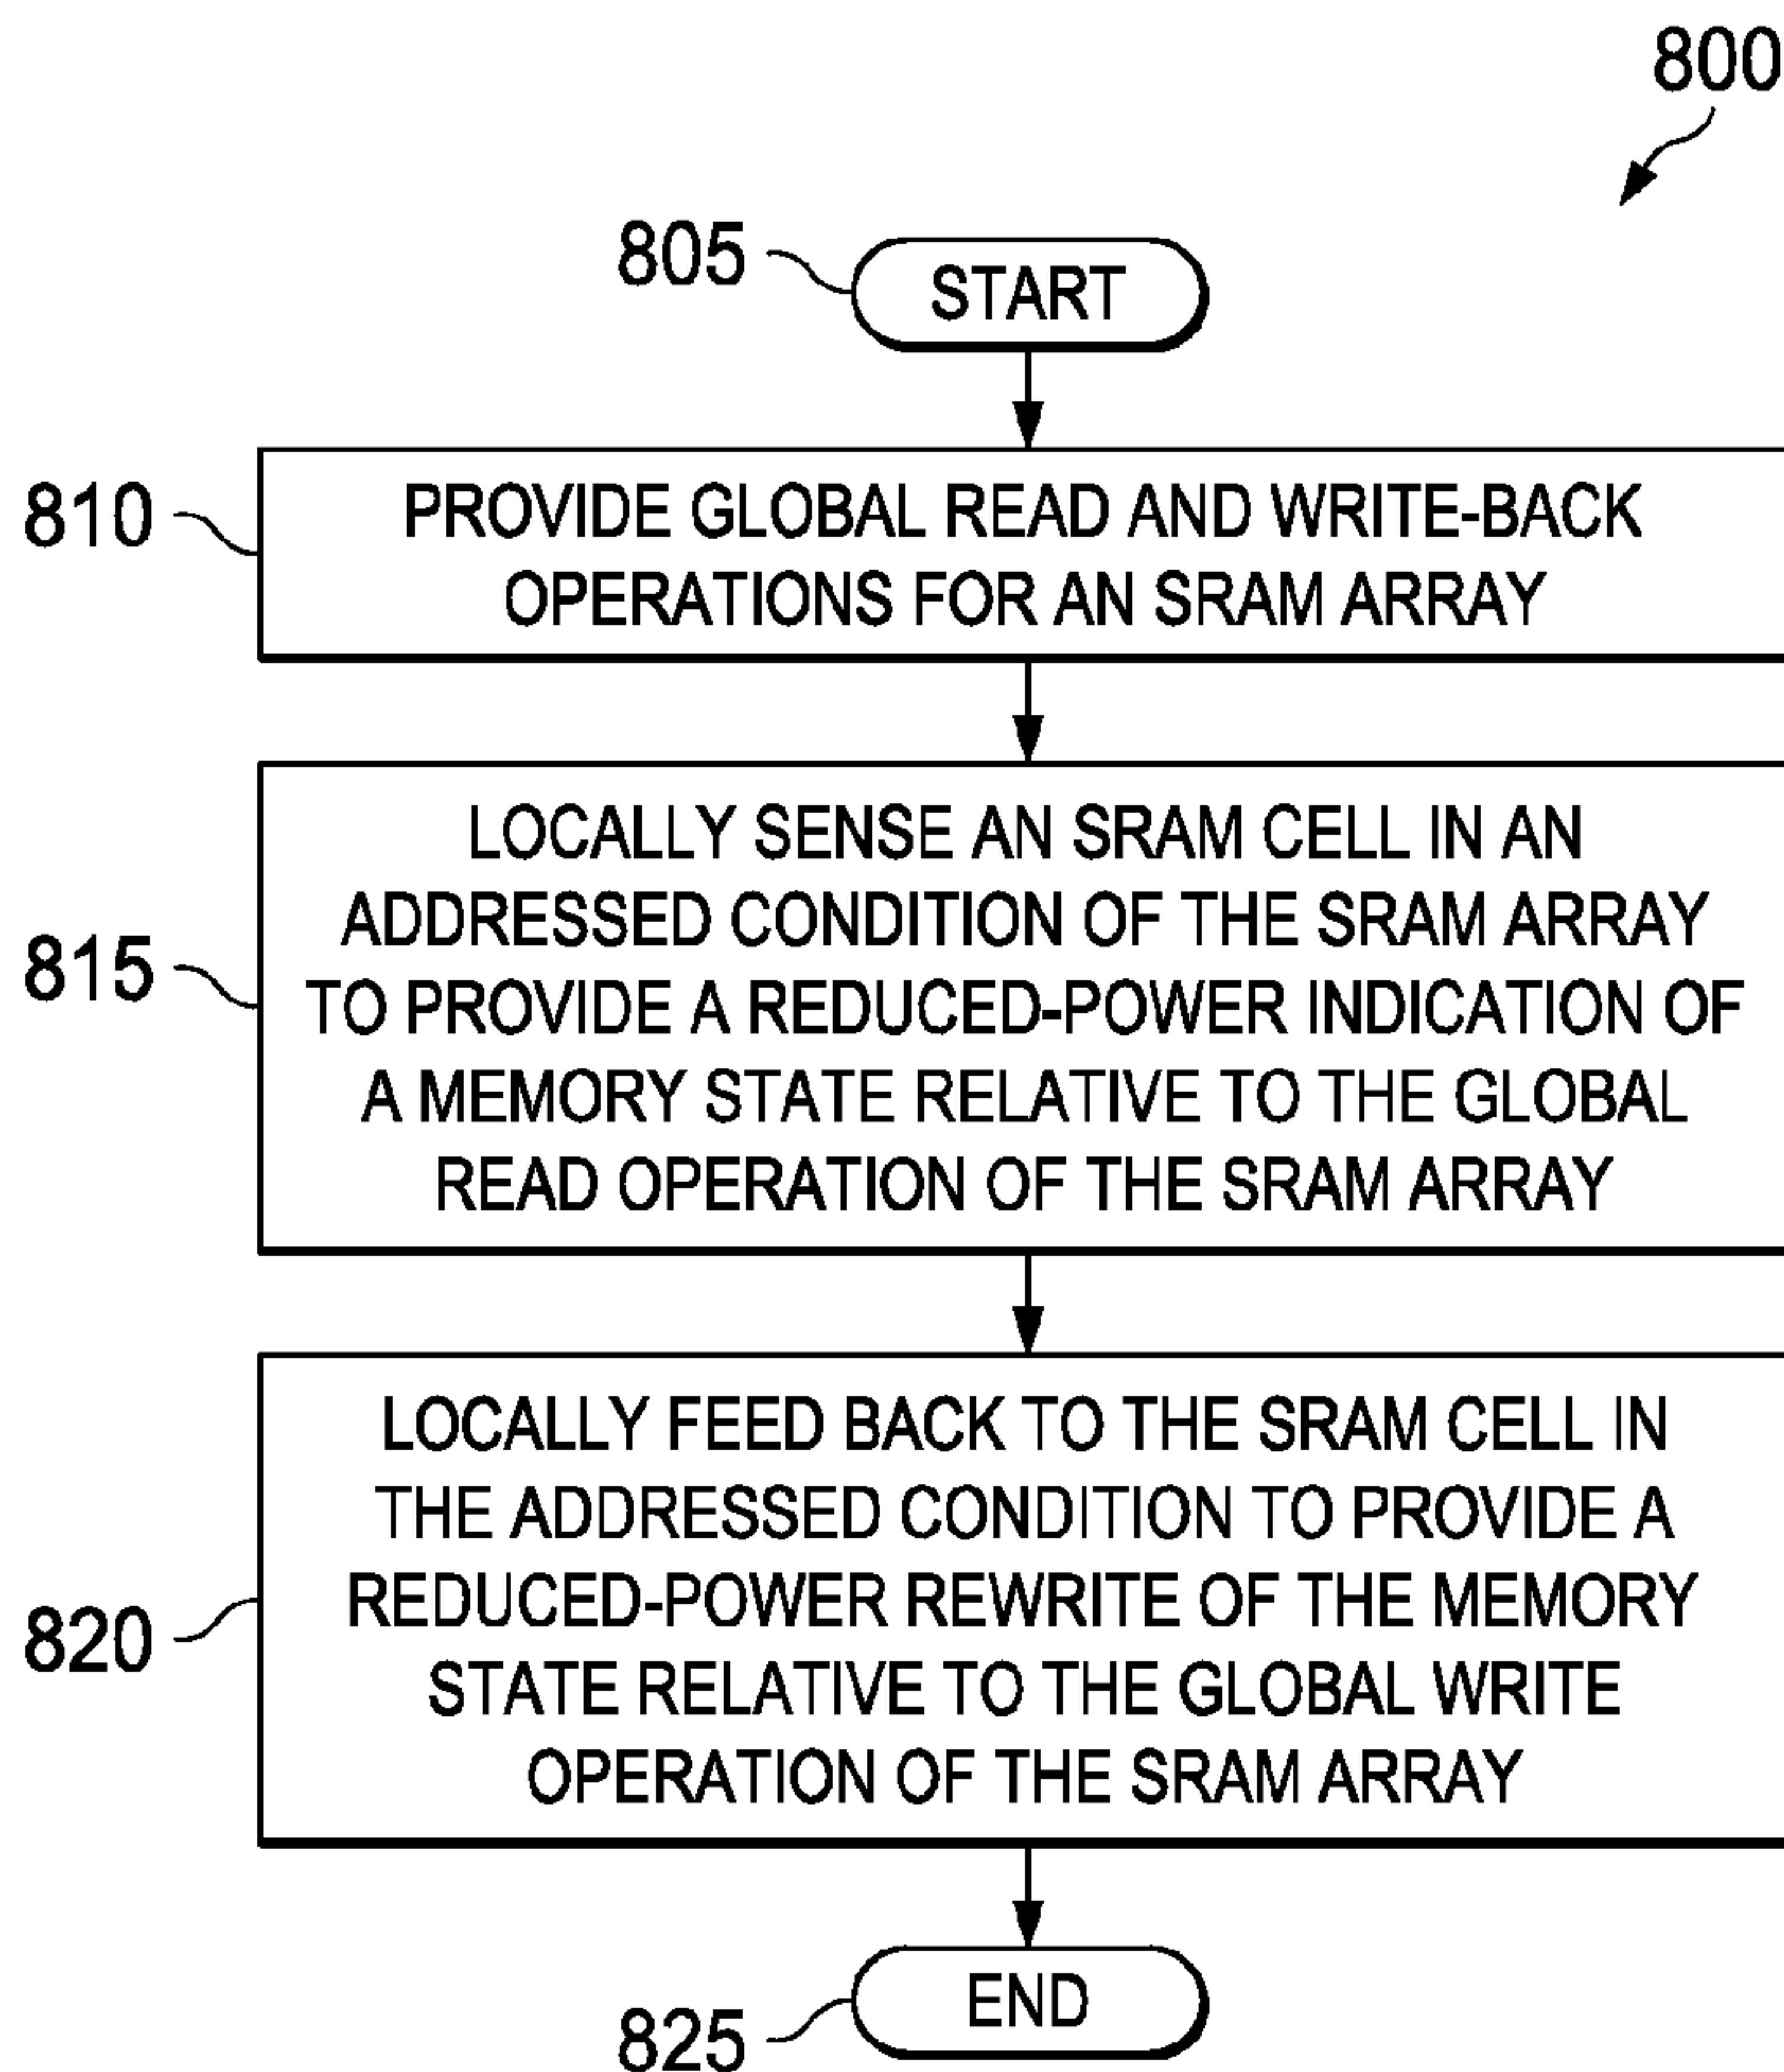 800
805
START
810
PROVIDE GLOBAL READ AND WRITE-BACK
OPERATIONS FOR AN SRAM ARRAY
815
LOCALLY SENSE AN SRAM CELL IN AN
ADDRESSED CONDITION OF THE SRAM ARRAY
TO PROVIDE A REDUCED-POWER INDICATION OF
A MEMORY STATE RELATIVE TO THE GLOBAL
READ OPERATION OF THE SRAM ARRAY
820
LOCALLY FEED BACK TO THE SRAM CELL IN
THE ADDRESSED CONDITION TO PROVIDE A
REDUCED-POWER REWRITE OF THE MEMORY
STATE RELATIVE TO THE GLOBAL WRITE
OPERATION OF THE SRAM ARRAY
825
END